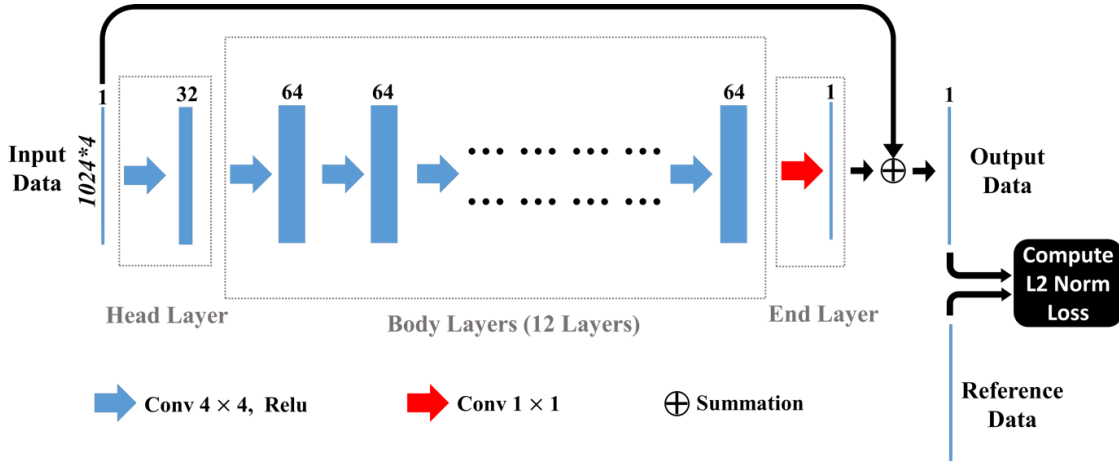 1
32
64
64
64
1
1
Input
Data
1024*4
Output
Data
Compute
L2 Norm
Loss
Head Layer
Body Layers (12 Layers)
End Layer
Conv 4 × 4, Relu
Conv 1 × 1
Summation
Reference
Data